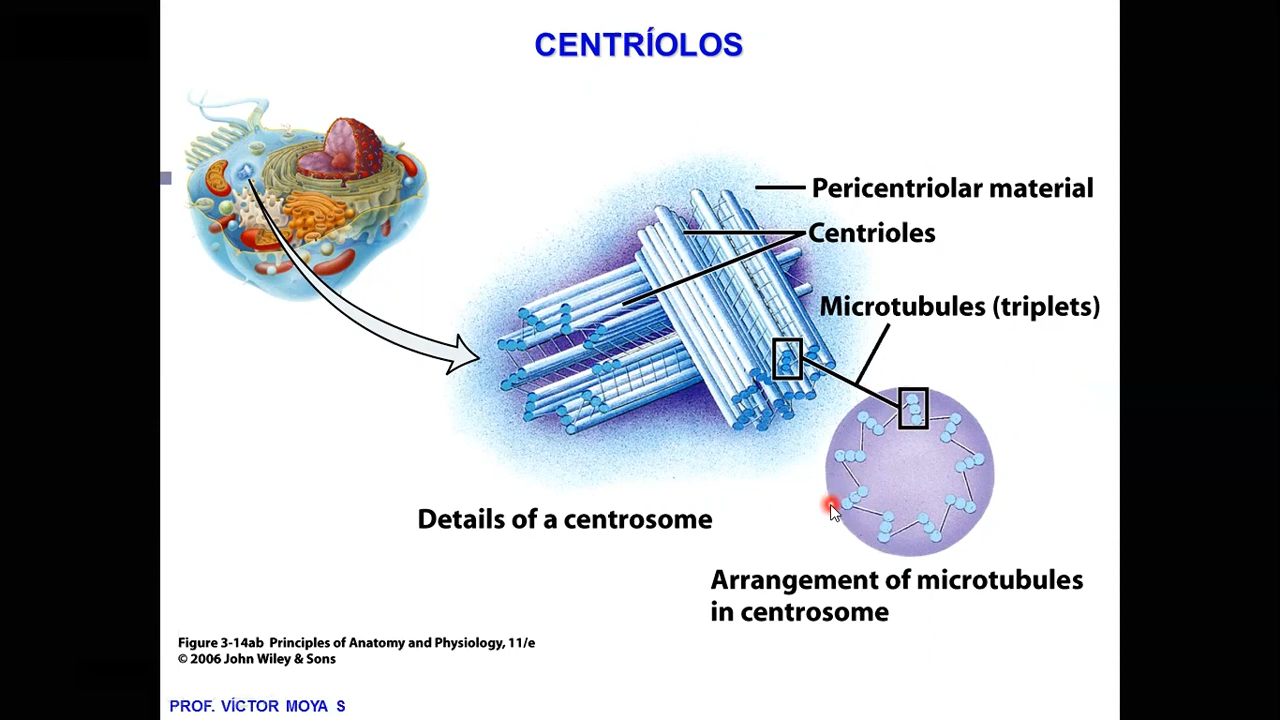 CENTRÍOLOS
Pericentriolar material
Centrioles
Microtubules (triplets)
Details of a centrosome
Arrangement of microtubules
in centrosome
Figure 3-14ab Principles of Anatomy and Physiology, 11/e
© 2006 John Wiley & Sons
PROF. VÍCTOR MOYA S